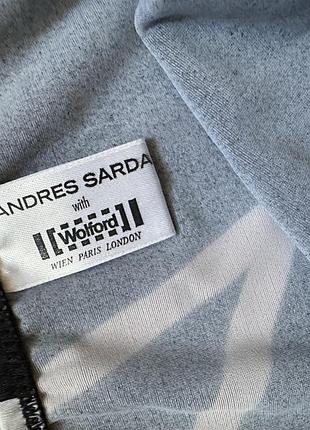 ANDRES SARDA
with
Wolford
WIEN PARIS LONDON